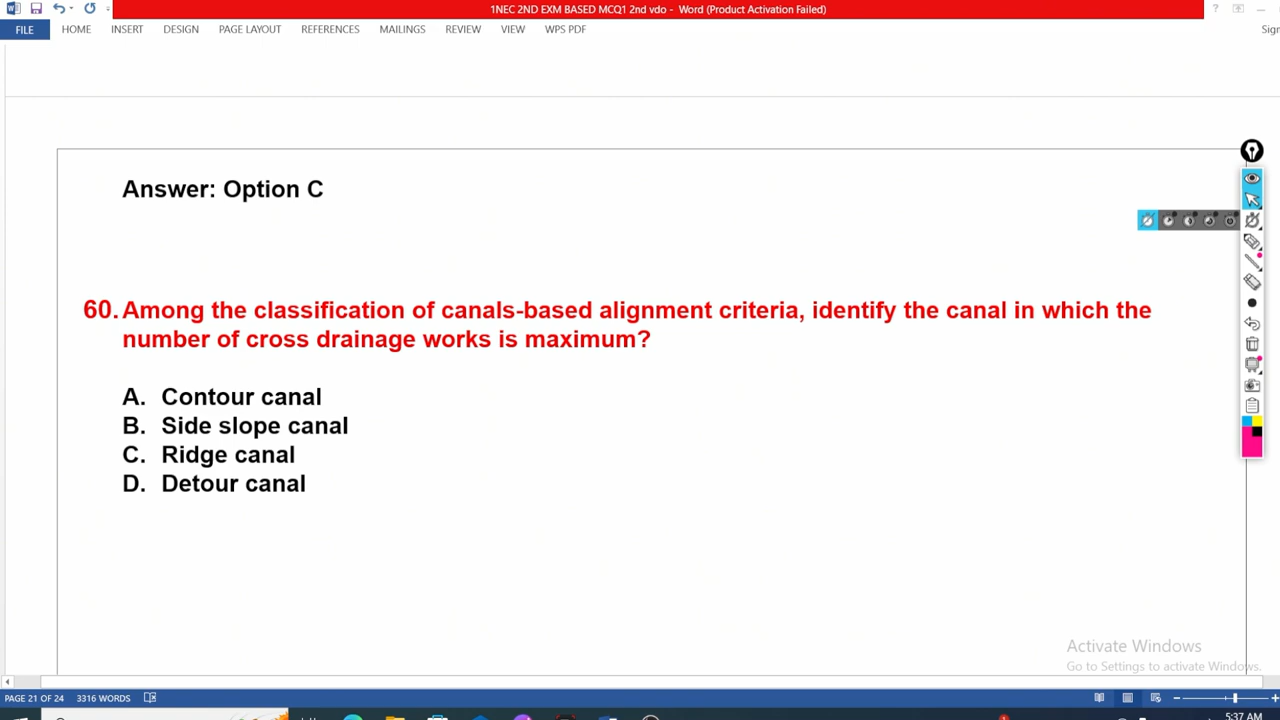 1NEC 2ND EXM BASED MCQ1 2nd vdo - Word (Product Activation Failed)
FILE HOME INSERT DESIGN PAGE LAYOUT REFERENCES MAILINGS REVIEW VIEW WPS PDF Sign
Answer: Option C
60. Among the classification of canals-based alignment criteria, identify the canal in which the
number of cross drainage works is maximum?
A. Contour canal
B. Side slope canal
C. Ridge canal
D. Detour canal
Activate Windows
Go to Settings to activate Windows.
PAGE 21 OF 24 3316 WORDS
5:37 AM